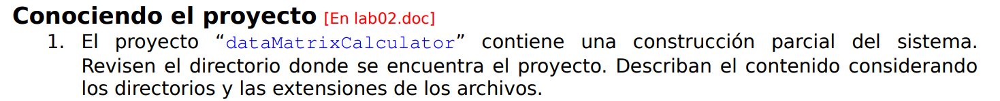 Conociendo el proyecto [En lab02.doc]
1. El proyecto “dataMatrixCalculator” contiene una construcción parcial del sistema.
Revisen el directorio donde se encuentra el proyecto. Describan el contenido considerando
los directorios y las extensiones de los archivos.